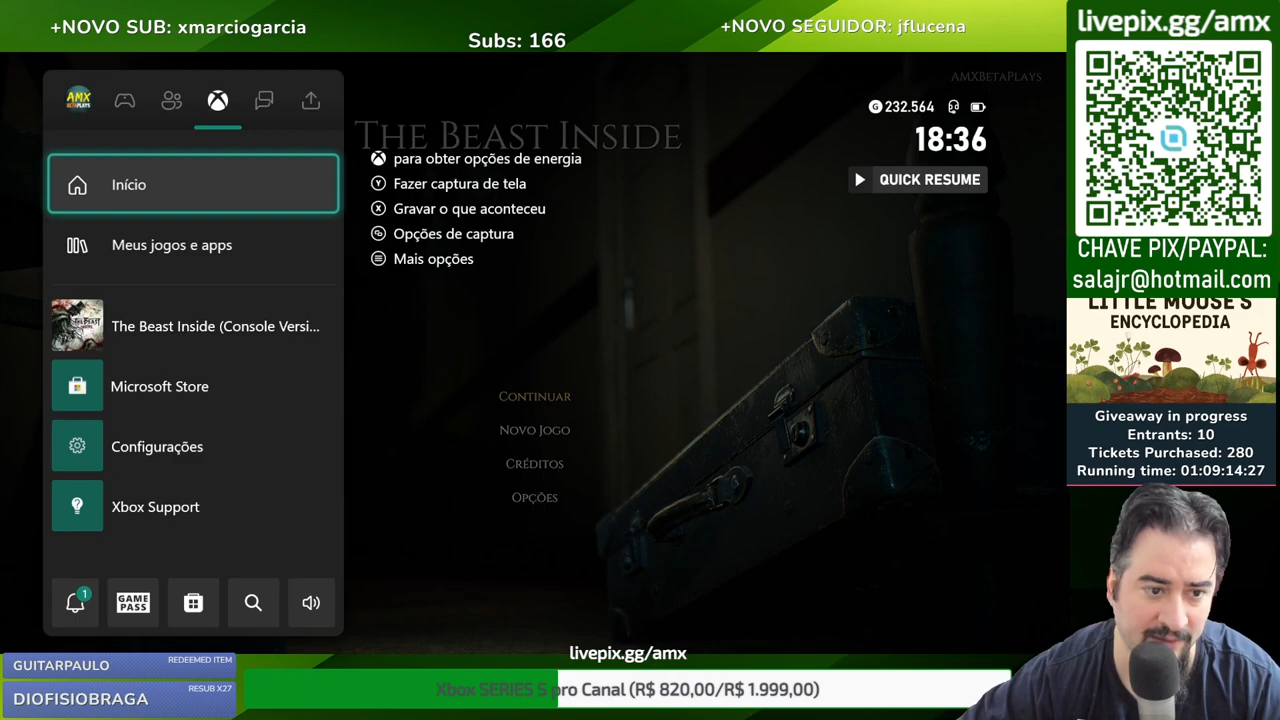 +NOVO SUB: xmarciogarcia
Subs: 166
+NOVO SEGUIDOR: jflucena
livepix.gg/amx
AMXBETAPLAYS
AMX
BETAPLAYS
G 232.564
18:36
QUICK RESUME
THE BEAST INSIDE
para obter opções de energia
Y Fazer captura de tela
X Gravar o que aconteceu
Opções de captura
Mais opções
Início
Meus jogos e apps
The Beast Inside (Console Versi...
Microsoft Store
Configurações
Xbox Support
1
GAME
PASS
CONTINUAR
NOVO JOGO
CRÉDITOS
OPÇÕES
CHAVE PIX/PAYPAL:
salajr@hotmail.com
LITTLE MOUSE'S
ENCYCLOPEDIA
Giveaway in progress
Entrants: 10
Tickets Purchased: 280
Running time: 01:09:14:27
livepix.gg/amx
GUITARPAULO
REDEEMED ITEM
DIOFISIOBRAGA
RESUB X27
Xbox SERIES S pro Canal (R$ 820,00/R$ 1.999,00)